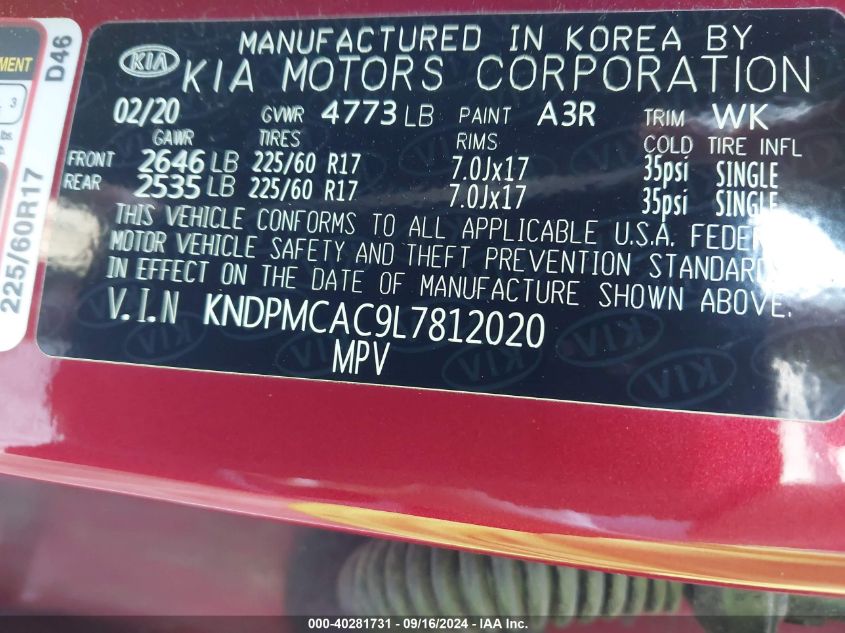 MANUFACTURED IN KOREA BY
KIA KIA MOTORS CORPORATION
02/20 GVWR 4773 LB PAINT A3R TRIM WK
GAWR TIRES RIMS COLD TIRE INFL
FRONT 2646 LB 225/60 R17 7.0Jx17 35psi SINGLE
REAR 2535 LB 225/60 R17 7.0Jx17 35psi SINGLE
THIS VEHICLE CONFORMS TO ALL APPLICABLE U.S.A. FEDER
MOTOR VEHICLE SAFETY AND THEFT PREVENTION STANDARD
IN EFFECT ON THE DATE OF MANUFACTURE SHOWN ABOVE.
V.I.N KNDPMCAC9L7812020
MPV
D46
225/60R17
3
000-40281731 - 09/16/2024 - IAA Inc.